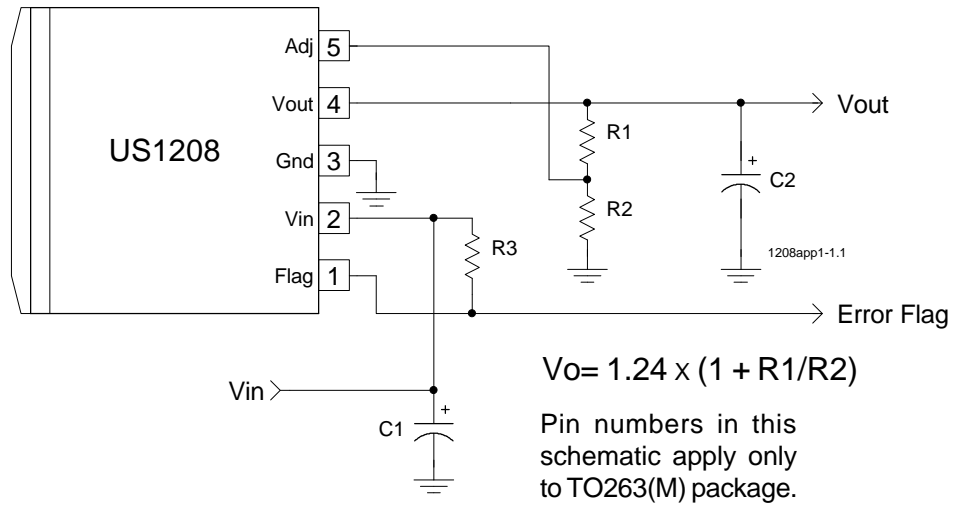 US1208
Adj 5
Vout 4
Gnd 3
Vin 2
Flag 1
R1
R2
R3
C2
+
Vout
1208app1-1.1
Error Flag
Vin
C1
+
Vo= 1.24 x (1 + R1/R2)
Pin numbers in this
schematic apply only
to TO263(M) package.